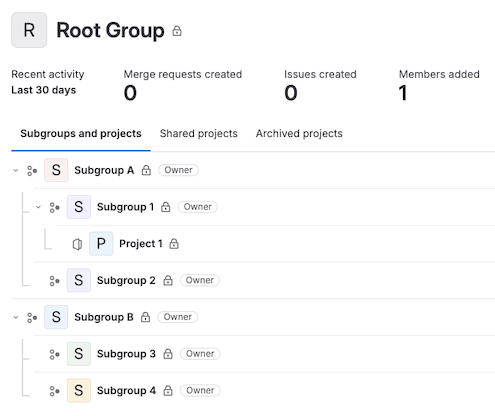 R Root Group
Recent activity Merge requests created Issues created Members added
Last 30 days 0 0 1
Subgroups and projects Shared projects Archived projects
S Subgroup A Owner
S Subgroup 1 Owner
P Project 1
S Subgroup 2 Owner
S Subgroup B Owner
S Subgroup 3 Owner
S Subgroup 4 Owner